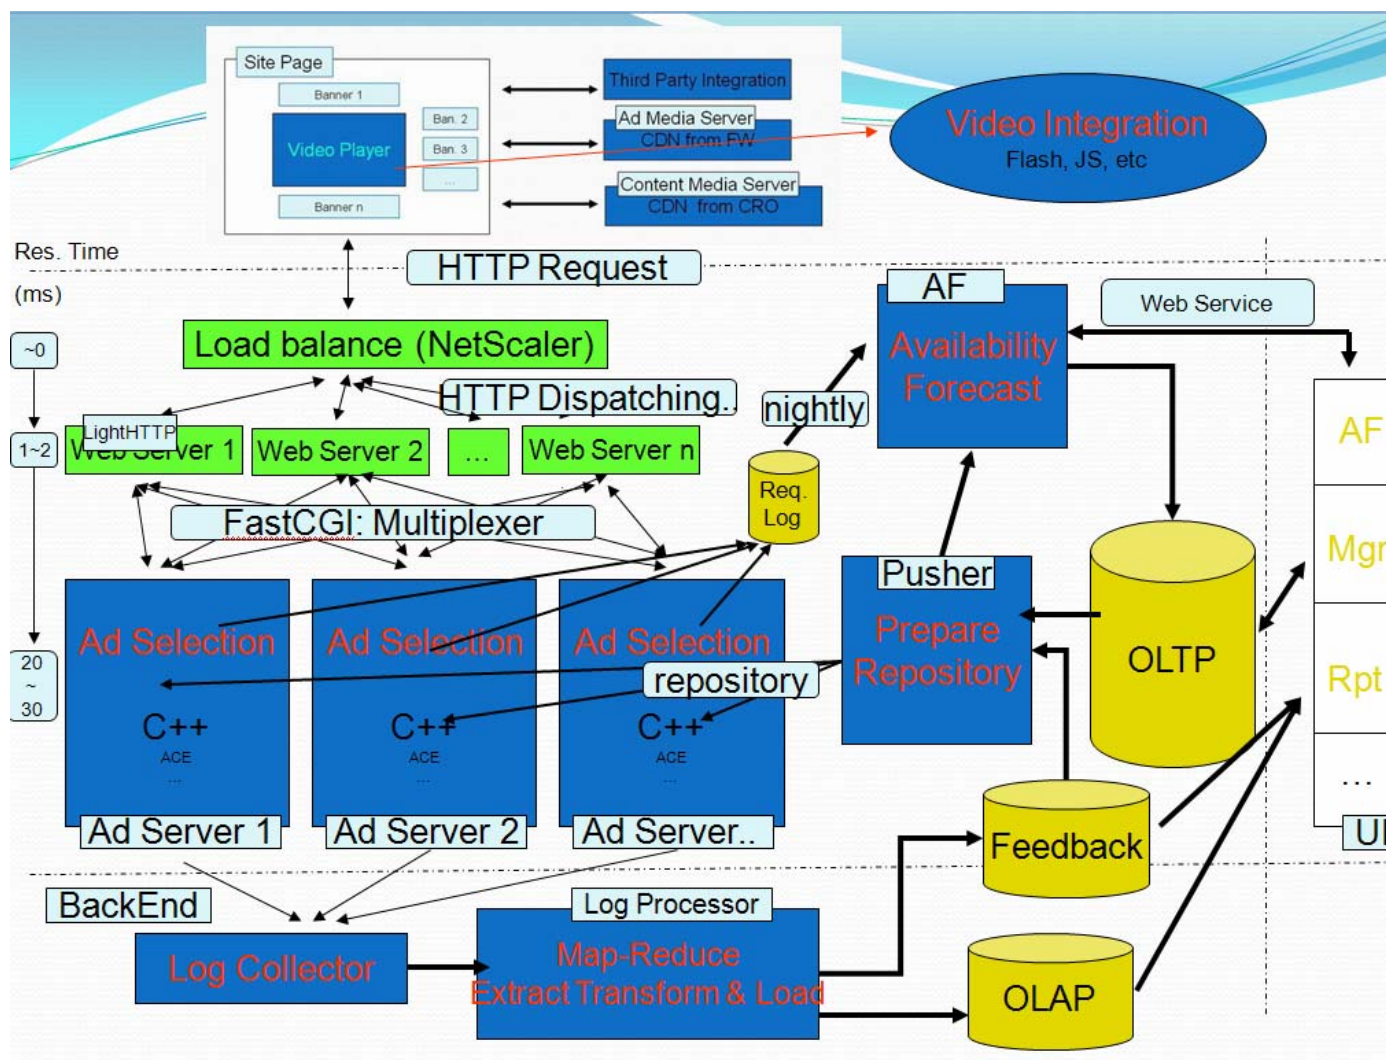 Site Page
Banner 1
Ban. 2
Video Player
Ban. 3
...
Banner n
Third Party Integration
Ad Media Server
CDN from FW
Content Media Server
CDN from CRO
Video Integration
Flash, JS, etc
Res. Time
(ms)
HTTP Request
~0
Load balance (NetScaler)
HTTP Dispatching..
1~2
LightHTTP
Web Server 1
Web Server 2
...
Web Server n
FastCGI: Multiplexer
20
~
30
Ad Selection
C++
ACE
...
Ad Server 1
Ad Selection
C++
ACE
...
Ad Server 2
Ad Selection
C++
ACE
...
Ad Server..
nightly
Req.
Log
AF
Availability
Forecast
Web Service
Pusher
Prepare
Repository
repository
OLTP
AF
Mgr
Rpt
...
UI
Feedback
BackEnd
Log Collector
Log Processor
Map-Reduce
Extract Transform & Load
OLAP